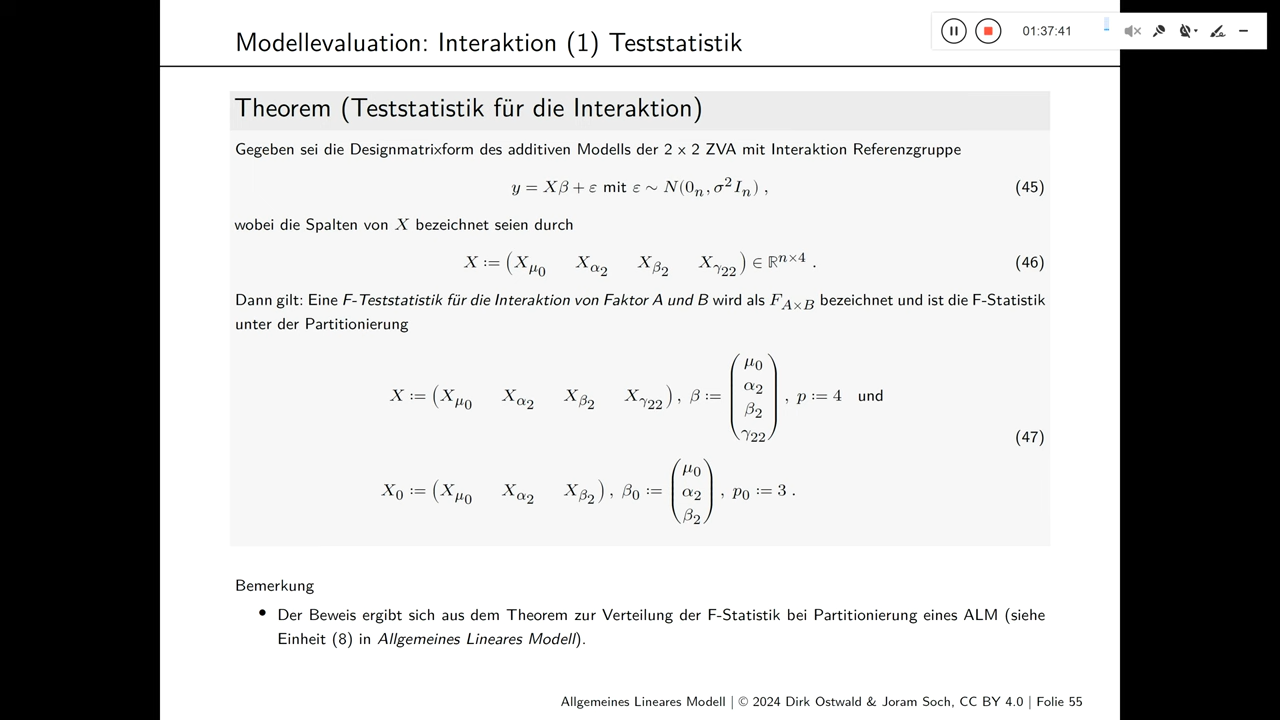 Modellevaluation: Interaktion (1) Teststatistik
01:37:41
Theorem (Teststatistik für die Interaktion)
Gegeben sei die Designmatrixform des additiven Modells der 2 x 2 ZVA mit Interaktion Referenzgruppe
y = Xβ + ε mit ε ∼ N(0ₙ, σ²Iₙ) , (45)
wobei die Spalten von X bezeichnet seien durch
X := (X_{μ₀} X_{α₂} X_{β₂} X_{γ₂₂}) ∈ ℝ^{n×4} . (46)
Dann gilt: Eine F-Teststatistik für die Interaktion von Faktor A und B wird als F_{A×B} bezeichnet und ist die F-Statistik
unter der Partitionierung
X := (X_{μ₀} X_{α₂} X_{β₂} X_{γ₂₂}) , β := (μ₀ α₂ β₂ γ₂₂) , p := 4 und
(47)
X₀ := (X_{μ₀} X_{α₂} X_{β₂}) , β₀ := (μ₀ α₂ β₂) , p₀ := 3 .
Bemerkung
• Der Beweis ergibt sich aus dem Theorem zur Verteilung der F-Statistik bei Partitionierung eines ALM (siehe
Einheit (8) in Allgemeines Lineares Modell).
Allgemeines Lineares Modell | © 2024 Dirk Ostwald & Joram Soch, CC BY 4.0 | Folie 55